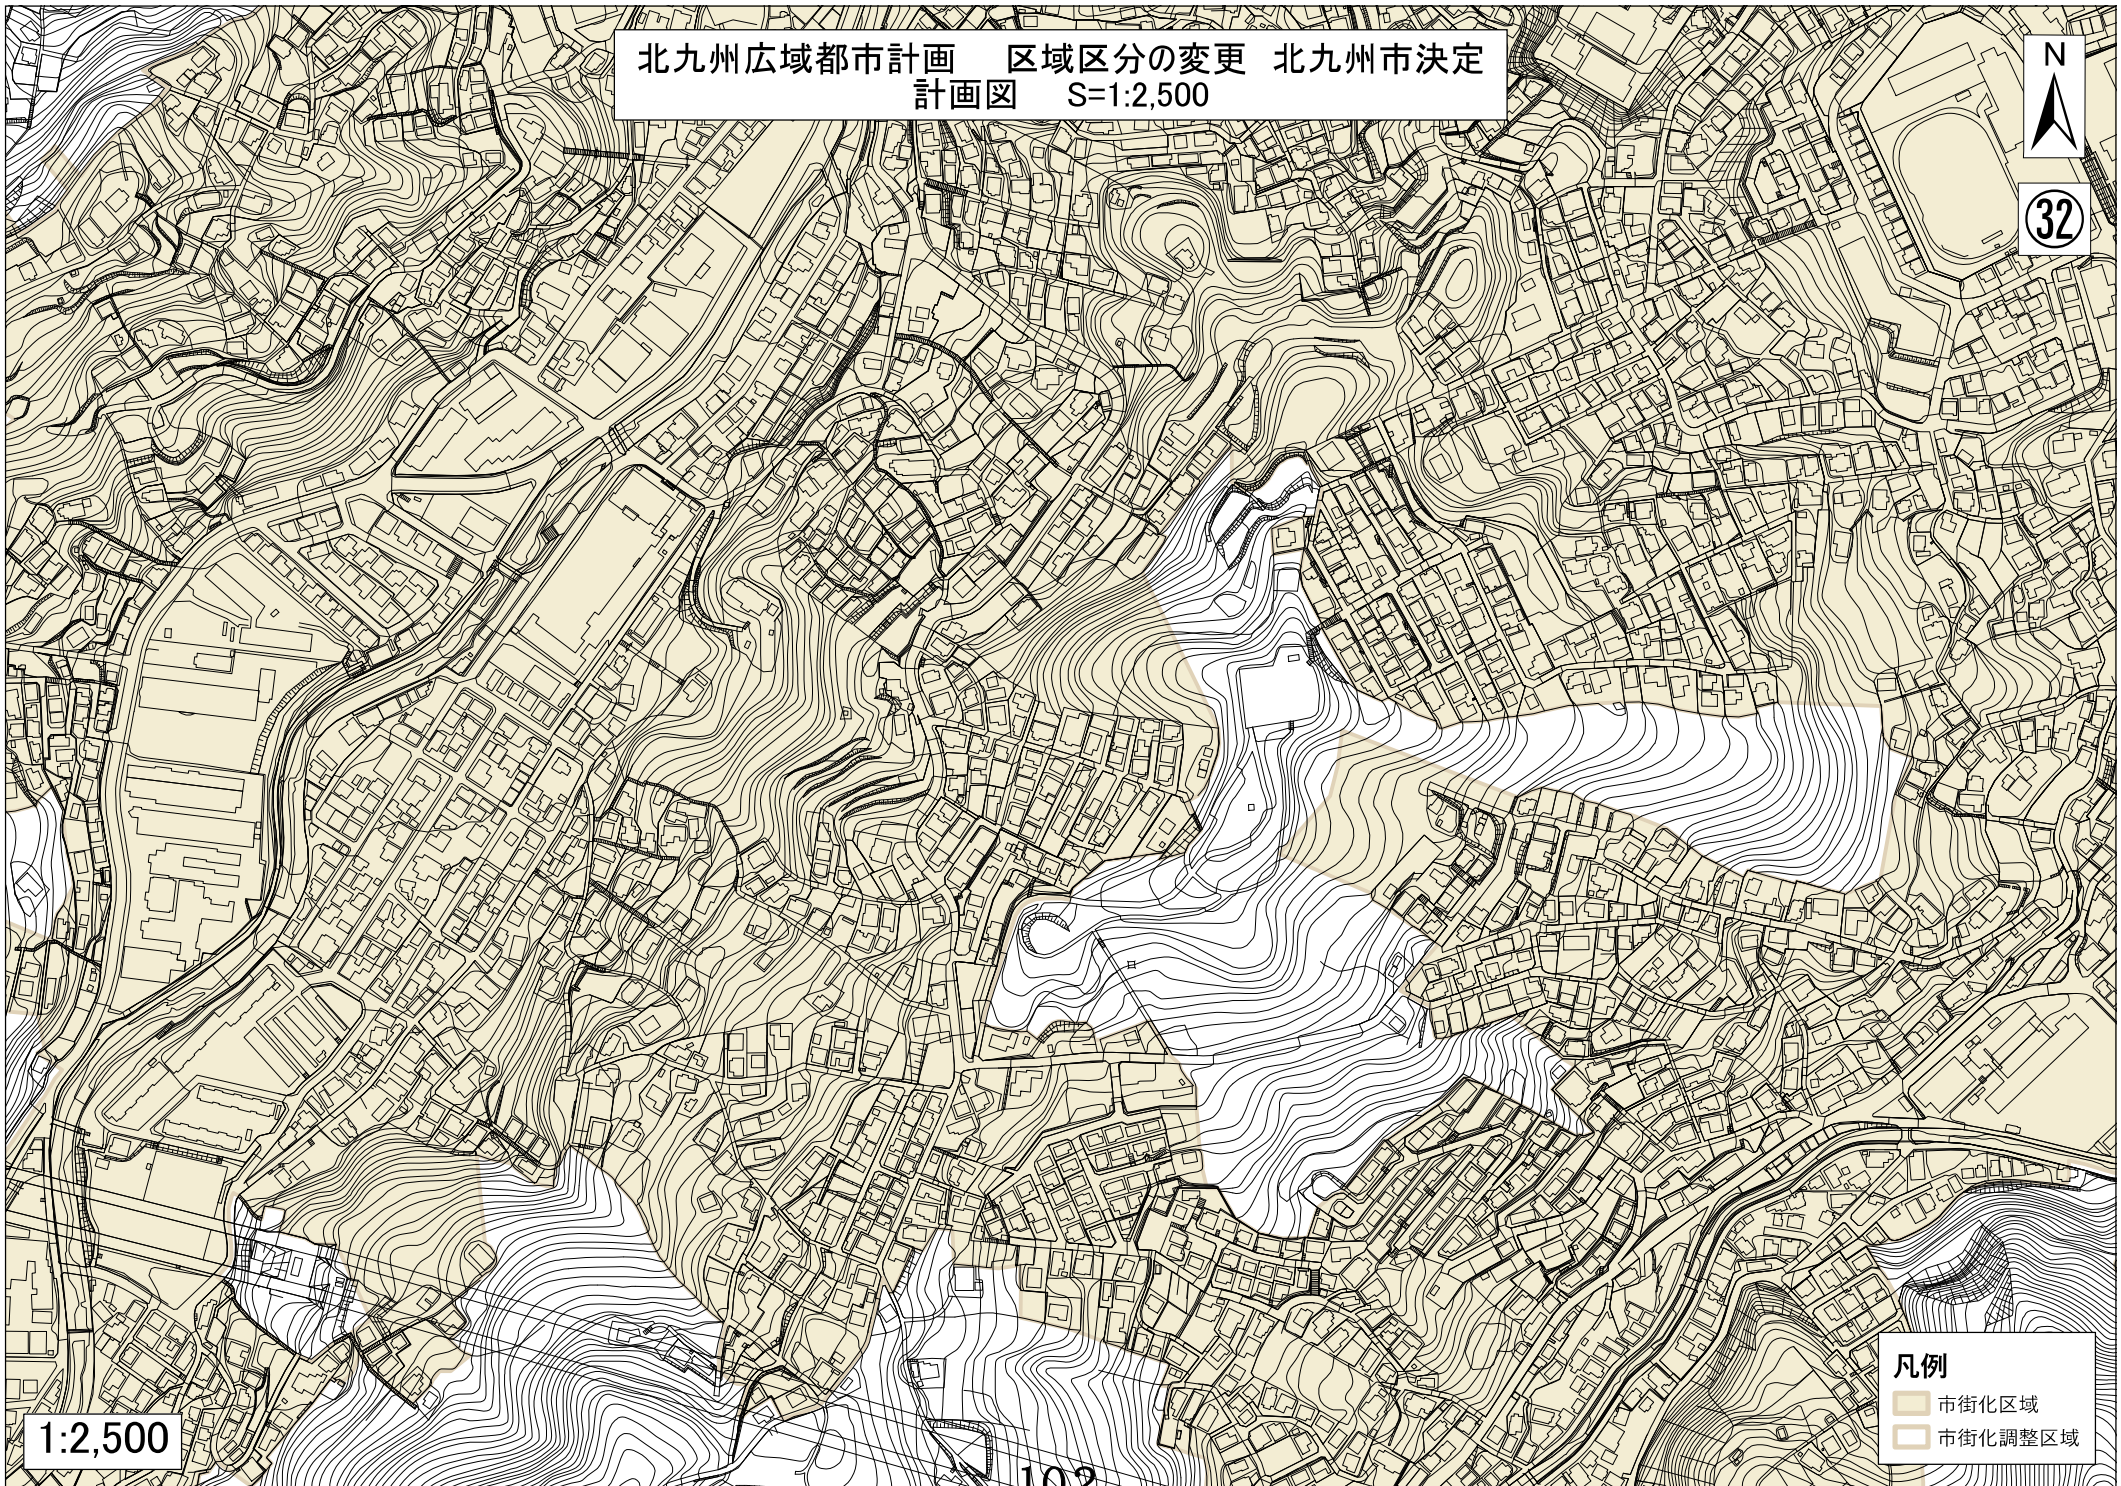 北九州広域都市計画　区域区分の変更　北九州市決定
計画図　S=1:2,500
N
㉜
凡例
市街化区域
市街化調整区域
1:2,500
102